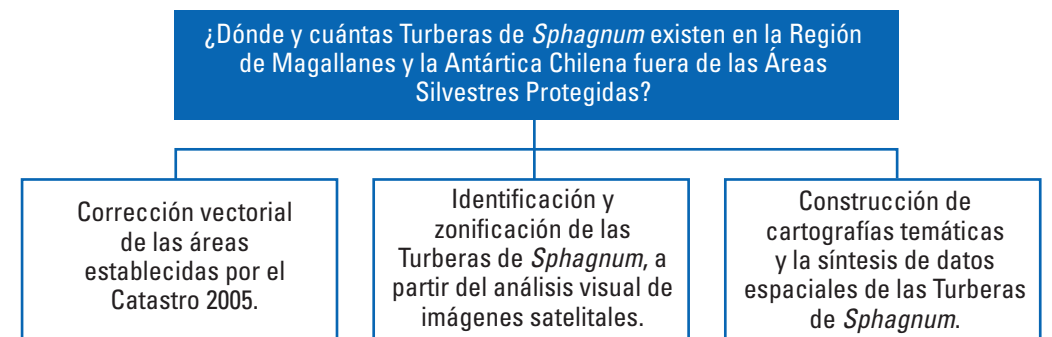 ¿Dónde y cuántas Turberas de Sphagnum existen en la Región
de Magallanes y la Antártica Chilena fuera de las Áreas
Silvestres Protegidas?
Corrección vectorial
de las áreas
establecidas por el
Catastro 2005.
Identificación y
zonificación de las
Turberas de Sphagnum, a
partir del análisis visual de
imágenes satelitales.
Construcción de
cartografías temáticas
y la síntesis de datos
espaciales de las Turberas
de Sphagnum.